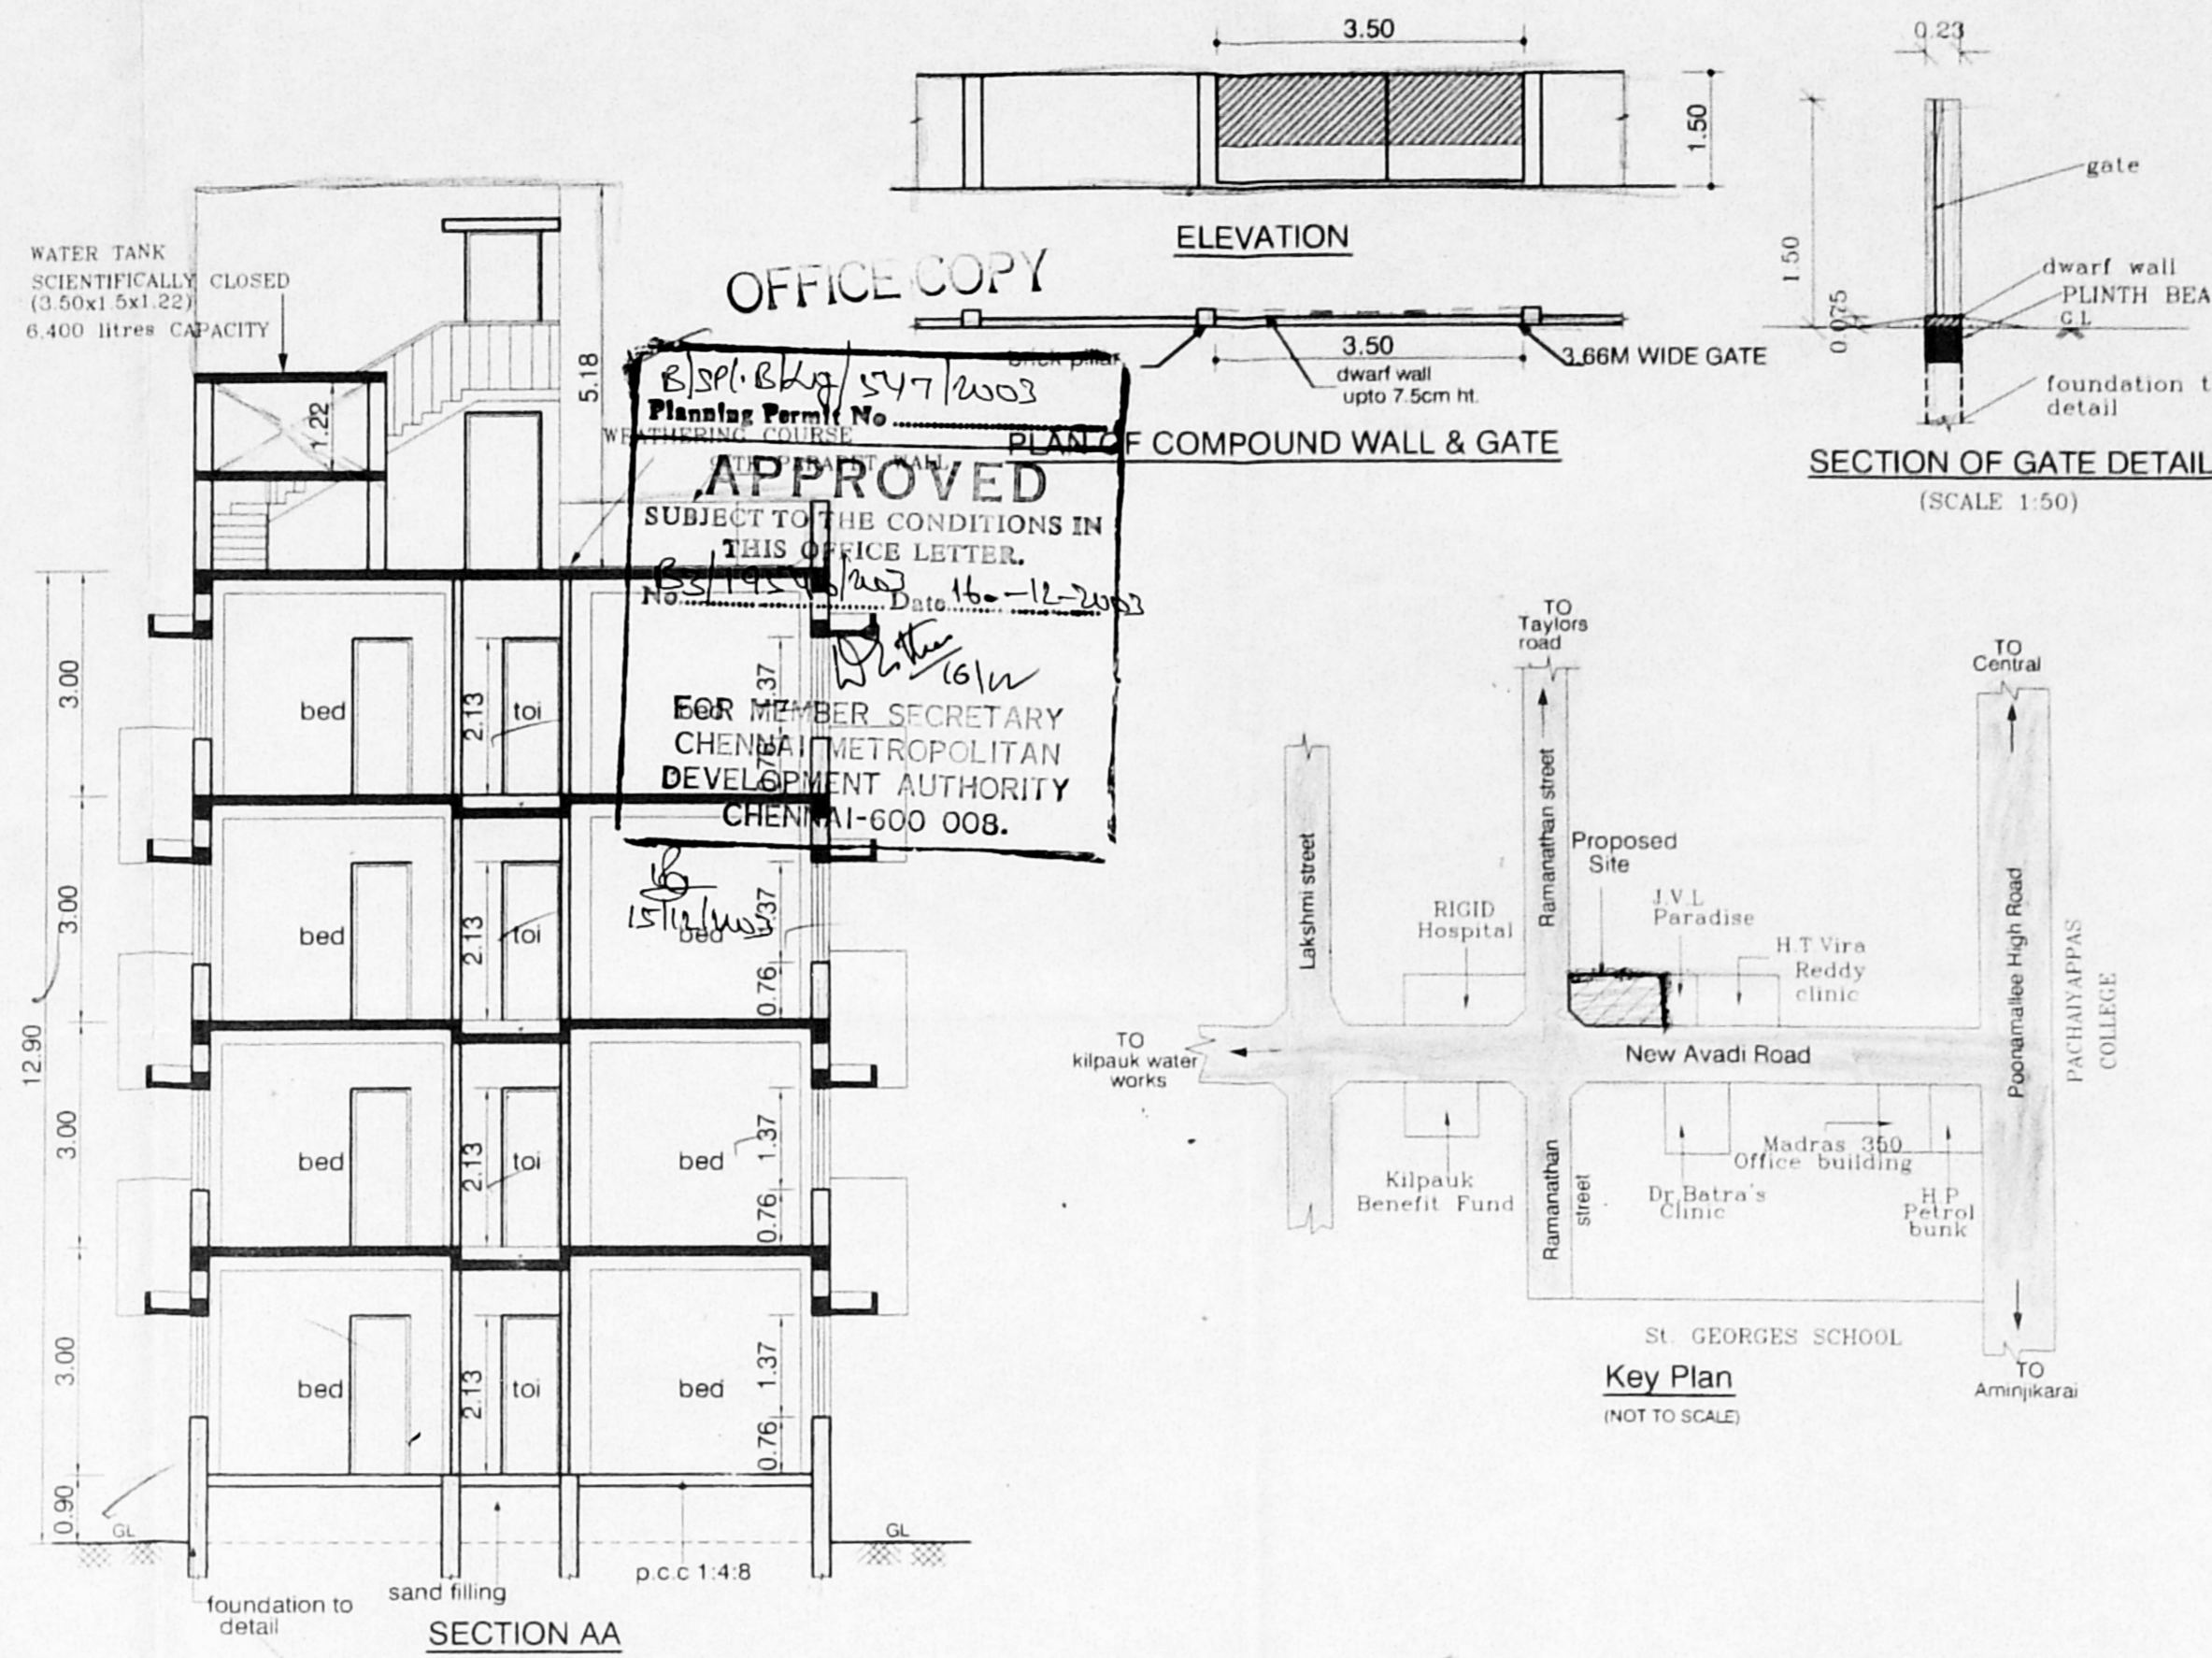 3.50
1.50
ELEVATION
0.23
gate
1.50
0.075
dwarf wall
PLINTH BEA
G.L
foundation t
detail
SECTION OF GATE DETAIL
(SCALE 1:50)
brick pillar
3.50
3.66M WIDE GATE
dwarf wall
upto 7.5cm ht.
PLAN OF COMPOUND WALL & GATE
OFFICE COPY
B/Spl.Bldg/547/2003
Planning Permit No
APPROVED
SUBJECT TO THE CONDITIONS IN
THIS OFFICE LETTER.
No. Date 16-12-2003
16/12
FOR MEMBER SECRETARY
CHENNAI METROPOLITAN
DEVELOPMENT AUTHORITY
CHENNAI-600 008.
15/12/2003
WATER TANK
SCIENTIFICALLY CLOSED
(3.50x1.5x1.22)
6,400 litres CAPACITY
1.22
5.18
WEATHERING COURSE
WITH PARAPET WALL
3.00
bed
2.13
toi
bed
1.37
0.76
3.00
bed
2.13
toi
bed
1.37
0.76
12.90
3.00
bed
2.13
toi
bed
1.37
0.76
3.00
bed
2.13
toi
bed
1.37
0.76
0.90
GL
GL
foundation to
detail
sand filling
p.c.c 1:4:8
SECTION AA
TO
Taylors
road
TO
Central
Lakshmi street
Ramanathan street
Proposed
Site
RIGID
Hospital
J.V.L
Paradise
H.T.Vira
Reddy
clinic
Poonamallee High Road
PACHAIYAPPAS
COLLEGE
TO
kilpauk water
works
New Avadi Road
Kilpauk
Benefit Fund
Ramanathan
street
Dr.Batra's
Clinic
Madras 350
Office building
H.P
Petrol
bunk
St. GEORGES SCHOOL
TO
Aminjikarai
Key Plan
(NOT TO SCALE)